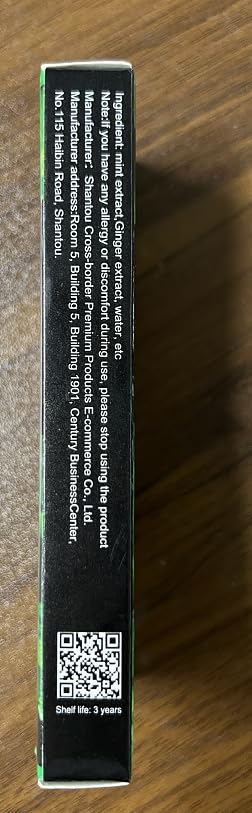 Ingredient: mint extract,Ginger extract, water, etc
Note:If you have any allergy or discomfort during use, please stop using the product
Manufacturer: Shantou Cross-border Premium Products E-commerce Co., Ltd.
Manufacturer address:Room 5, Building 5, Building 1901, Century BusinessCenter,
No.115 Haibin Road, Shantou.
Shelf life: 3 years